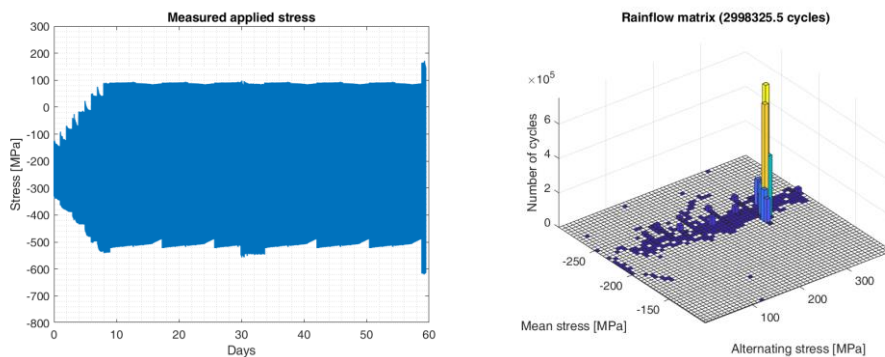 Measured applied stress
300
200
100
0
-100
-200
-300
-400
-500
-600
-700
-800
Stress [MPa]
0 10 20 30 40 50 60
Days
Rainflow matrix (2998325.5 cycles)
×10⁵
6
4
2
0
Number of cycles
-250
-200
-150
Mean stress [MPa]
100
200
300
Alternating stress [MPa]